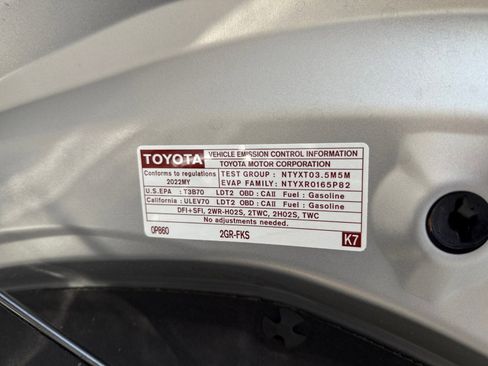 TOYOTA VEHICLE EMISSION CONTROL INFORMATION
TOYOTA MOTOR CORPORATION
Conforms to regulations TEST GROUP : NTYXT03.5M5M
2022MY EVAP FAMILY: NTYXR0165P82
U.S.EPA : T3B70 LDT2 OBD : CAII Fuel : Gasoline
California : ULEV70 LDT2 OBD : CAII Fuel : Gasoline
DFI+SFI, 2WR-HO2S, 2TWC, 2HO2S, TWC
No adjustments needed.
0P860 2GR-FKS K7